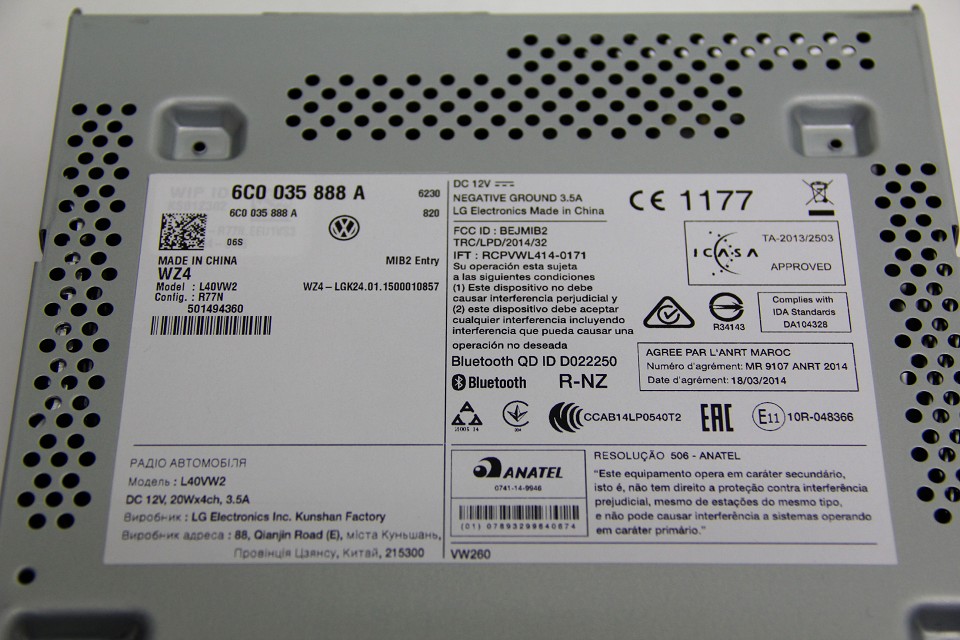 6C0 035 888 A
6230
6C0 035 888 A
820
06S
MADE IN CHINA
MIB2 Entry
WZ4
Model : L40VW2
WZ4-LGK24.01.1500010857
Config. : R77N
501494360
DC 12V
NEGATIVE GROUND 3.5A
LG Electronics Made in China
CE 1177
FCC ID : BEJMIB2
TRC/LPD/2014/32
IFT : RCPVWL414-0171
Su operación esta sujeta
a las siguientes condiciones
(1) Este dispositivo debe
causar interferencia perjudicial y
(2) este dispositivo debe aceptar
cualquier interferencia incluyendo
interferencia que pueda causar una
operación no deseada
ICASA
TA-2013/2503
APPROVED
R34143
Complies with
IDA Standards
DA104328
Bluetooth QD ID D022250
Bluetooth
R-NZ
AGREE PAR L'ANRT MAROC
Numéro d'agrément: MR 9107 ANRT 2014
Date d'agrément: 18/03/2014
CCAB14LP0540T2
EAC
E11
10R-048366
РАДІО АВТОМОБІЛЯ
Модель : L40VW2
DC 12V, 20Wx4ch, 3.5A
Виробник : LG Electronics Inc. Kunshan Factory
Виробник адреса : 88, Qianjin Road (E), місто Куньшань,
Провінція Цзянсу, Китай, 215300
ANATEL
0741-14-9946
(01) 07893299840674
RESOLUÇÃO 506 - ANATEL
"Este equipamento opera em caráter secundário,
isto é, não tem direito a proteção contra interferência
prejudicial, mesmo de estações do mesmo tipo,
e não pode causar interferência a sistemas operando
em caráter primário."
VW260